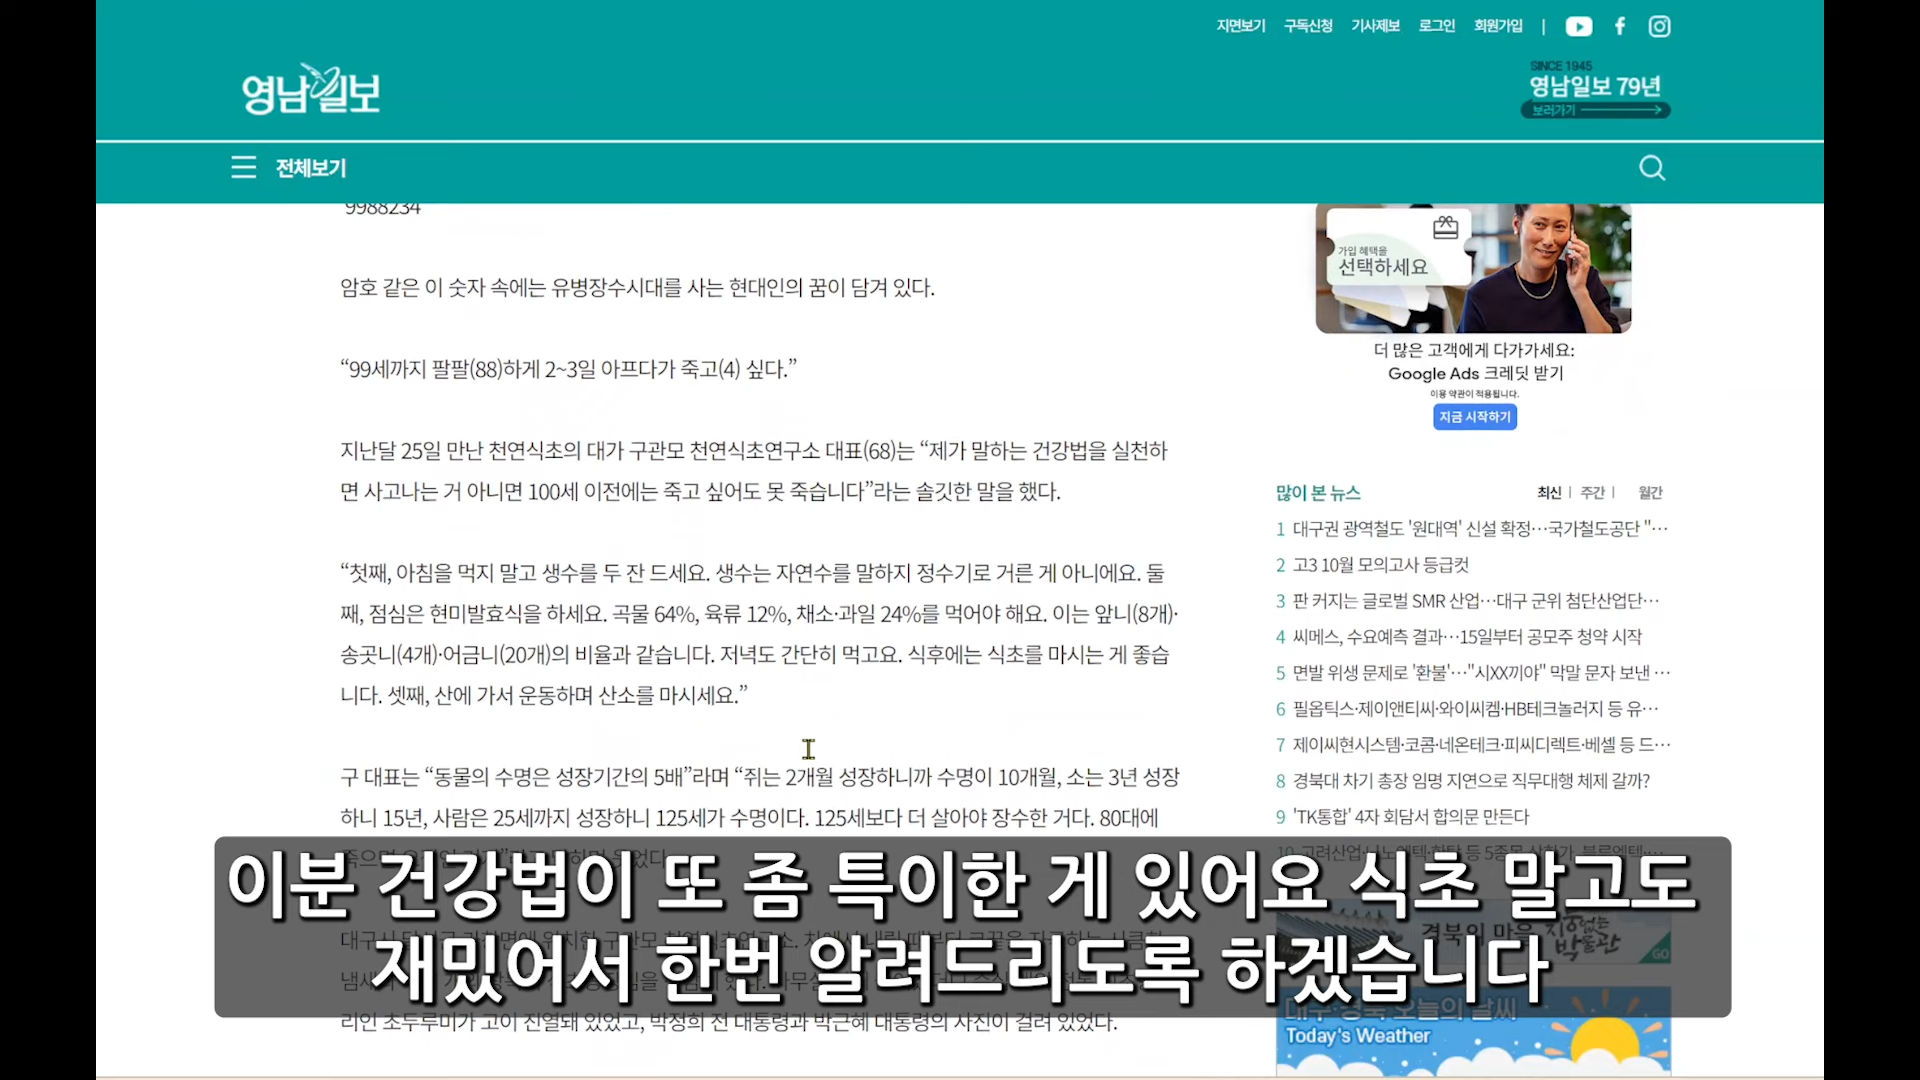 지면보기 구독신청 기사제보 로그인 회원가입 |
영남일보
SINCE 1945
영남일보 79년
보러가기
전체보기
9988234
암호 같은 이 숫자 속에는 유병장수시대를 사는 현대인의 꿈이 담겨 있다.
“99세까지 팔팔(88)하게 2~3일 아프다가 죽고(4) 싶다.”
지난달 25일 만난 천연식초의 대가 구관모 천연식초연구소 대표(68)는 “제가 말하는 건강법을 실천하
면 사고나는 거 아니면 100세 이전에는 죽고 싶어도 못 죽습니다”라는 솔깃한 말을 했다.
“첫째, 아침을 먹지 말고 생수를 두 잔 드세요. 생수는 자연수를 말하지 정수기로 거른 게 아니에요. 둘
째, 점심은 현미발효식을 하세요. 곡물 64%, 육류 12%, 채소·과일 24%를 먹어야 해요. 이는 앞니(8개)·
송곳니(4개)·어금니(20개)의 비율과 같습니다. 저녁도 간단히 먹고요. 식후에는 식초를 마시는 게 좋습
니다. 셋째, 산에 가서 운동하며 산소를 마시세요.”
구 대표는 “동물의 수명은 성장기간의 5배”라며 “쥐는 2개월 성장하니까 수명이 10개월, 소는 3년 성장
하니 15년, 사람은 25세까지 성장하니 125세가 수명이다. 125세보다 더 살아야 장수한 거다. 80대에
리인 초두루미가 고이 진열돼 있었고, 박정희 전 대통령과 박근혜 대통령의 사진이 걸려 있었다.
가입 혜택을
선택하세요
더 많은 고객에게 다가가세요:
Google Ads 크레딧 받기
이용 약관이 적용됩니다.
지금 시작하기
많이 본 뉴스 최신 | 주간 | 월간
1 대구권 광역철도 '원대역' 신설 확정…국가철도공단 "…
2 고3 10월 모의고사 등급컷
3 판 커지는 글로벌 SMR 산업…대구 군위 첨단산업단…
4 씨메스, 수요예측 결과…15일부터 공모주 청약 시작
5 면발 위생 문제로 '환불'…"시XX끼야" 막말 문자 보낸 …
6 필옵틱스·제이앤티씨·와이씨켐·HB테크놀러지 등 유…
7 제이씨현시스템·코콤·네온테크·피씨디렉트·베셀 등 드…
8 경북대 차기 총장 임명 지연으로 직무대행 체제 갈까?
9 'TK통합' 4자 회담서 합의문 만든다
경북의 마음 지붕없는
박물관
GO
대구·경북 오늘의 날씨
Today's Weather
이분 건강법이 또 좀 특이한 게 있어요 식초 말고도
재밌어서 한번 알려드리도록 하겠습니다